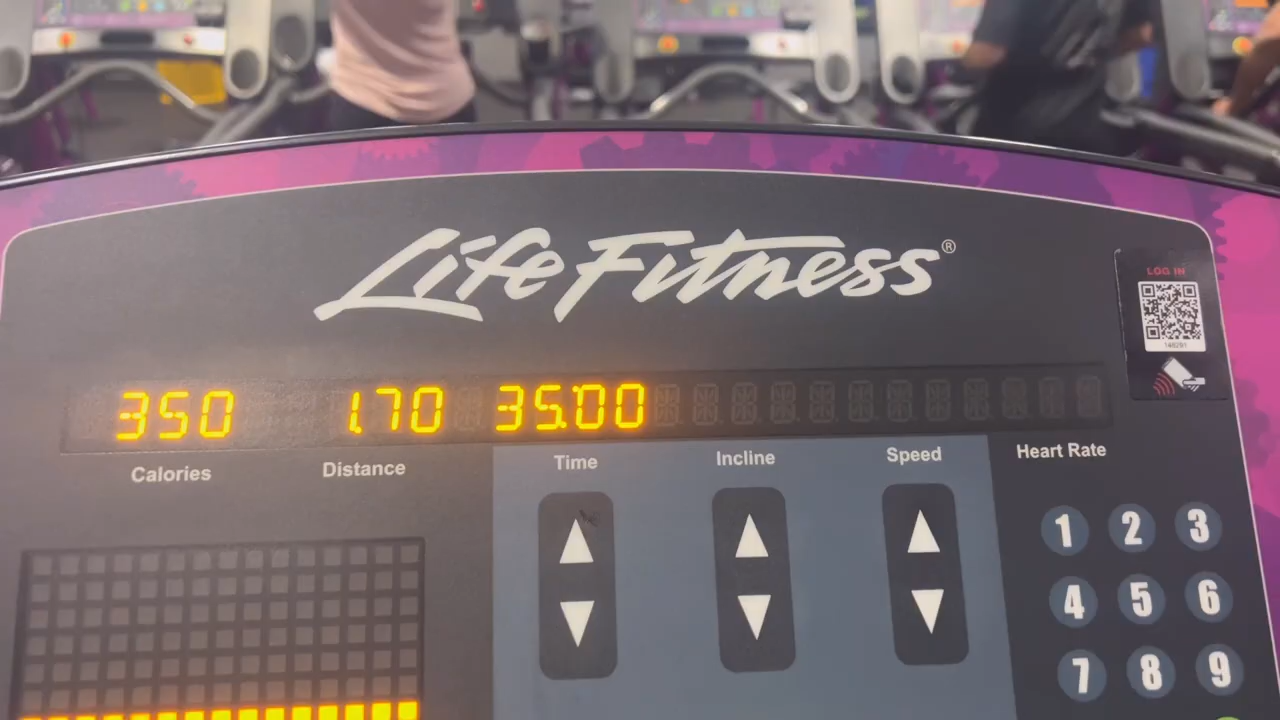 Life Fitness®
LOG IN
148291
350 1.70 35:00
Calories Distance Time Incline Speed Heart Rate
1 2 3
4 5 6
7 8 9